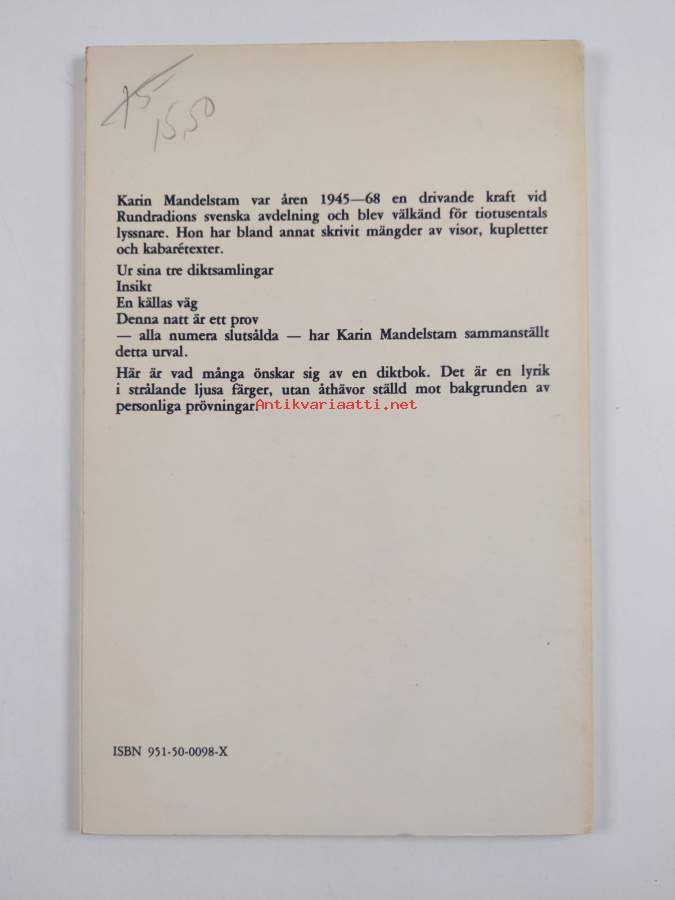 15,50
Karin Mandelstam var åren 1945—68 en drivande kraft vid
Rundradions svenska avdelning och blev välkänd för tiotusentals
lyssnare. Hon har bland annat skrivit mängder av visor, kupletter
och kabarétexter.
Ur sina tre diktsamlingar
Insikt
En källas väg
Denna natt är ett prov
— alla numera slutsålda — har Karin Mandelstam sammanställt
detta urval.
Här är vad många önskar sig av en diktbok. Det är en lyrik
i strålande ljusa färger, utan åthävor ställd mot bakgrunden av
personliga prövningar Antikvariaatti.net
ISBN 951-50-0098-X